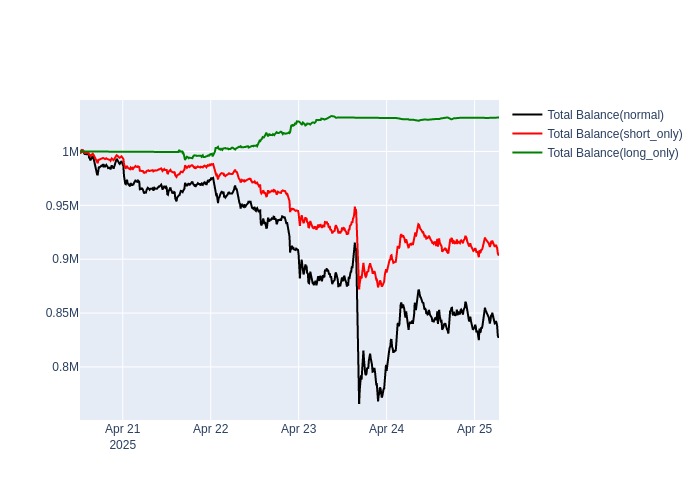 Total Balance(normal)
Total Balance(short_only)
Total Balance(long_only)
1M
0.95M
0.9M
0.85M
0.8M
Apr 21 Apr 22 Apr 23 Apr 24 Apr 25
2025